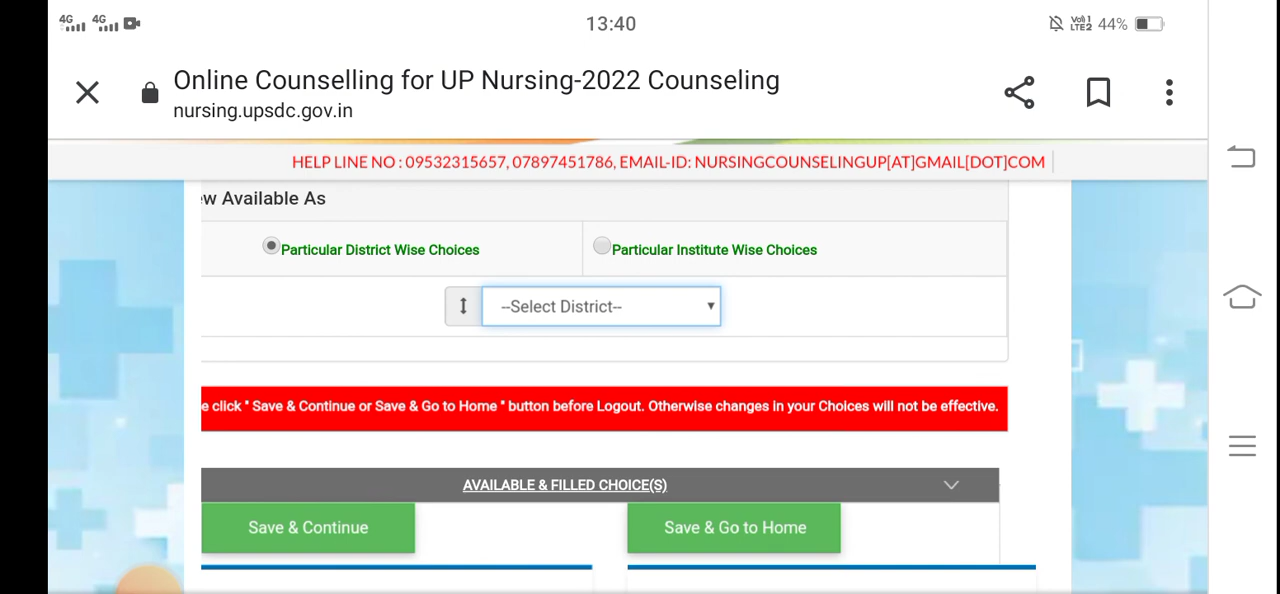 4G 4G 13:40 Vo) 1 LTE2 44%
Online Counselling for UP Nursing-2022 Counseling
nursing.upsdc.gov.in
HELP LINE NO : 09532315657, 07897451786, EMAIL-ID: NURSINGCOUNSELINGUP[AT]GMAIL[DOT]COM
ew Available As
Particular District Wise Choices Particular Institute Wise Choices
--Select District--
e click " Save & Continue or Save & Go to Home " button before Logout. Otherwise changes in your Choices will not be effective.
AVAILABLE & FILLED CHOICE(S)
Save & Continue Save & Go to Home